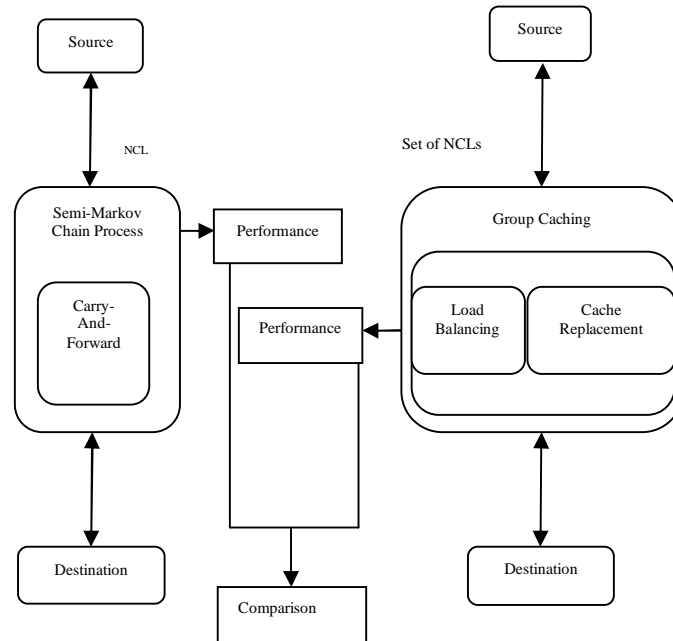 Source
Source
NCL
Set of NCLs
Semi-Markov
Chain Process
Performance
Group Caching
Carry-
And-
Forward
Performance
Load
Balancing
Cache
Replacement
Destination
Destination
Comparison